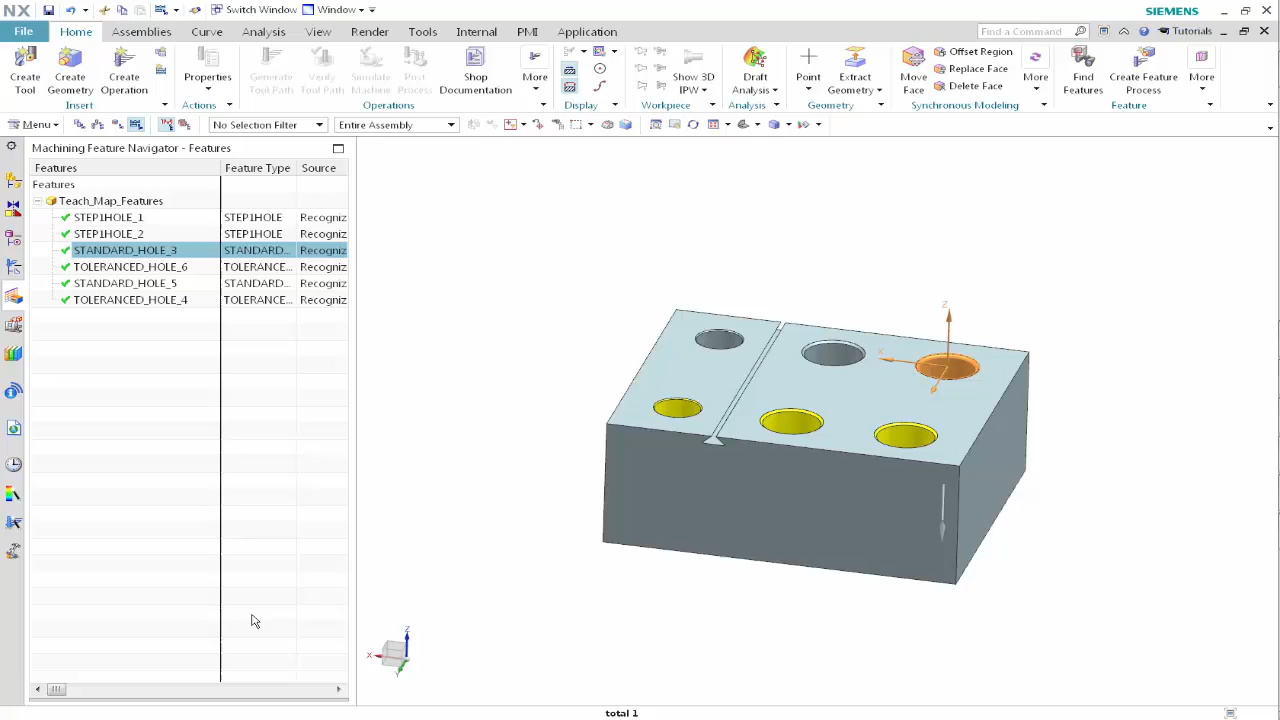 NX Switch Window Window SIEMENS
File Home Assemblies Curve Analysis View Render Tools Internal PMI Application Find a Command Tutorials
Create Tool Create Geometry Create Operation Properties Generate Tool Path Verify Tool Path Simulate Machine Post Process Shop Documentation More Show 3D IPW Draft Analysis Point Extract Geometry Move Face Offset Region Replace Face Delete Face More Find Features Create Feature Process More
Insert Actions Operations Display Workpiece Analysis Geometry Synchronous Modeling Feature
Menu No Selection Filter Entire Assembly
Machining Feature Navigator - Features
Features Feature Type Source
Features
Teach_Map_Features
STEP1HOLE_1 STEP1HOLE Recogniz
STEP1HOLE_2 STEP1HOLE Recogniz
STANDARD_HOLE_3 STANDARD... Recogniz
TOLERANCED_HOLE_6 TOLERANCE... Recogniz
STANDARD_HOLE_5 STANDARD... Recogniz
TOLERANCED_HOLE_4 TOLERANCE... Recogniz
Z
X
Z
X
Y
total 1